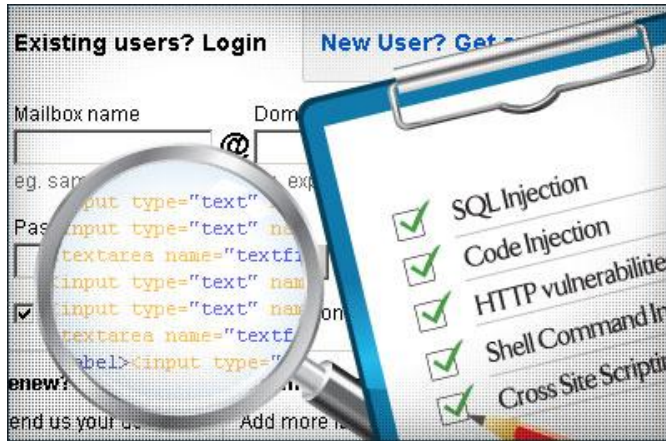 Existing users? Login
New User? Get
Mailbox name
Dom
@
eg. sam
exp
Pas
input type="text"
input type="text" na
textarea name="textfi
input type="text" nam
input type="text" nam
textarea name="textf
abel><input type="
on
enew?
end us your
Add more
SQL Injection
Code Injection
HTTP vulnerabilitie
Shell Command In
Cross Site Scriptin